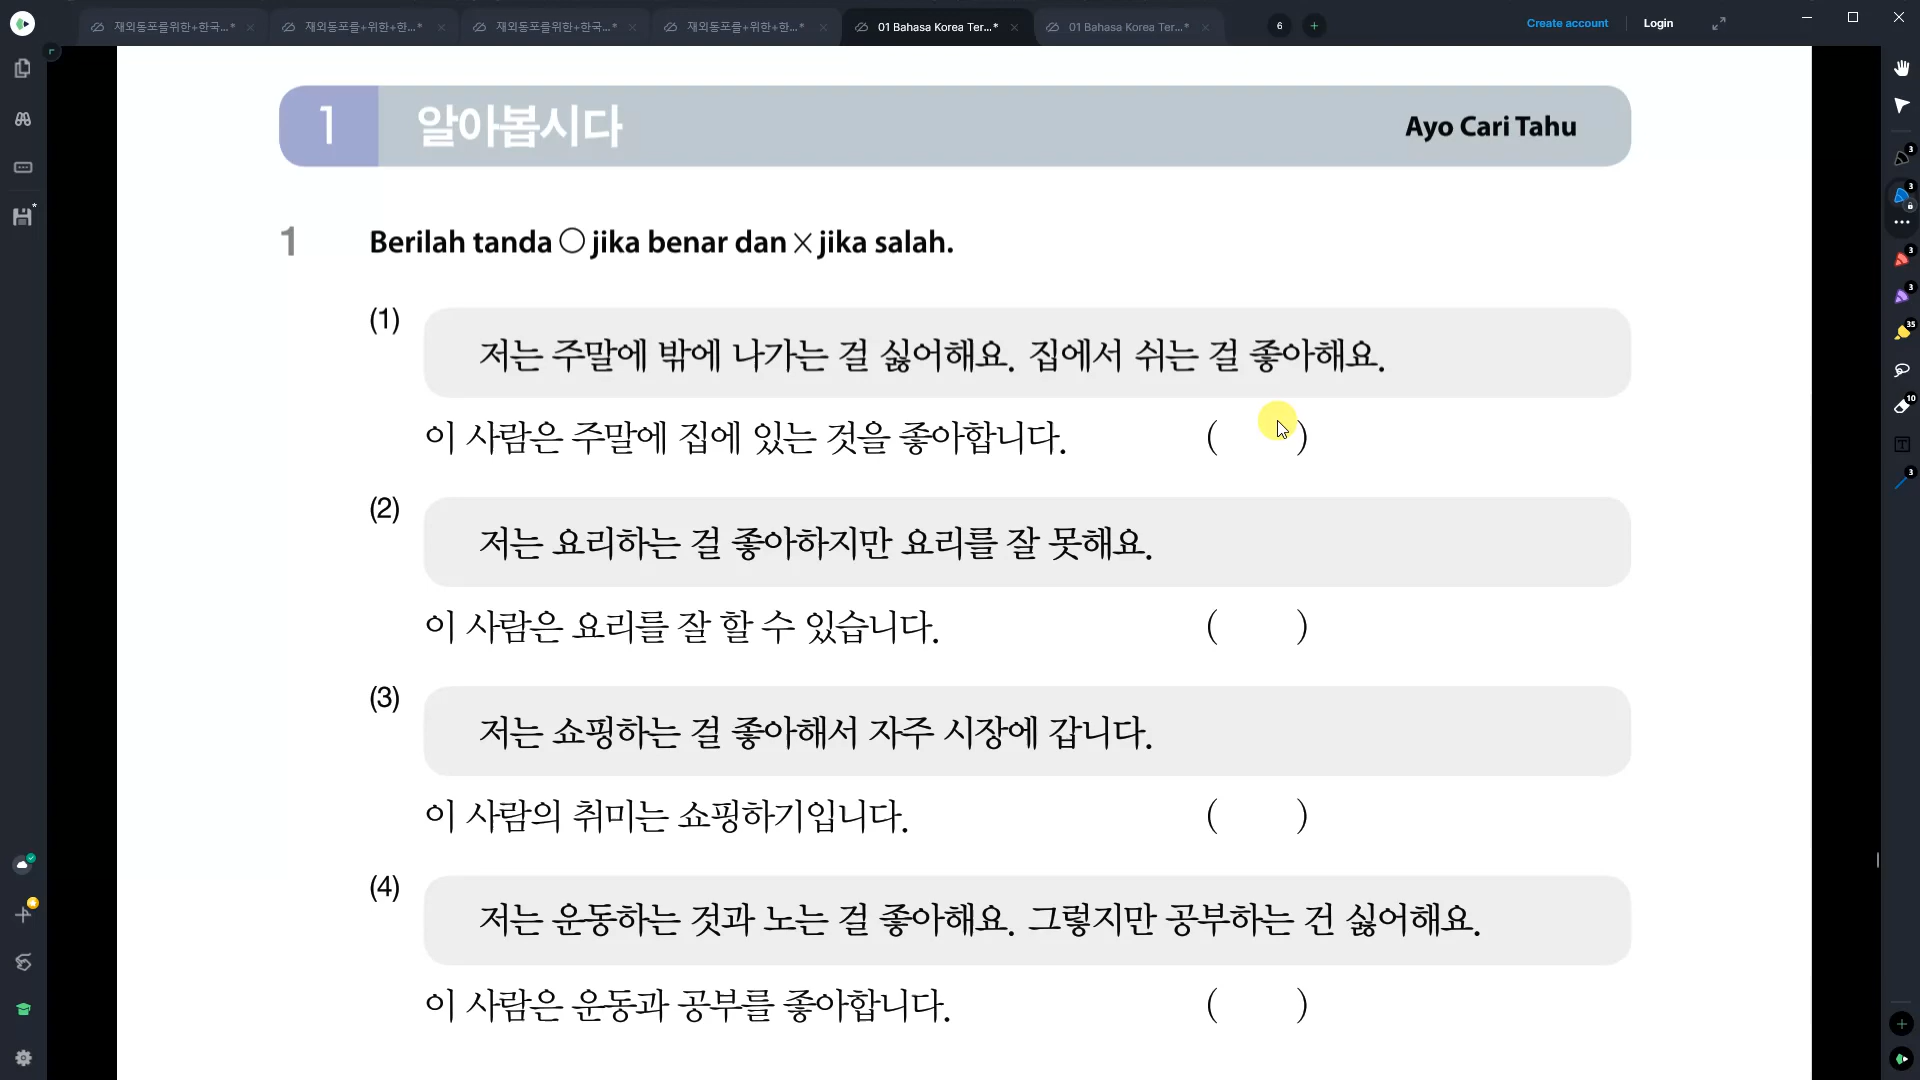 재외동포를위한+한국...*
재외동포를+위한+한...*
재외동포를위한+한국...*
재외동포를+위한+한...*
01 Bahasa Korea Ter...*
01 Bahasa Korea Ter...*
6
Create account
Login
1 알아봅시다 Ayo Cari Tahu
1 Berilah tanda ○ jika benar dan × jika salah.
(1) 저는 주말에 밖에 나가는 걸 싫어해요. 집에서 쉬는 걸 좋아해요.
이 사람은 주말에 집에 있는 것을 좋아합니다. ( )
(2) 저는 요리하는 걸 좋아하지만 요리를 잘 못해요.
이 사람은 요리를 잘 할 수 있습니다. ( )
(3) 저는 쇼핑하는 걸 좋아해서 자주 시장에 갑니다.
이 사람의 취미는 쇼핑하기입니다. ( )
(4) 저는 운동하는 것과 노는 걸 좋아해요. 그렇지만 공부하는 건 싫어해요.
이 사람은 운동과 공부를 좋아합니다. ( )
3
3
3
3
35
10
3